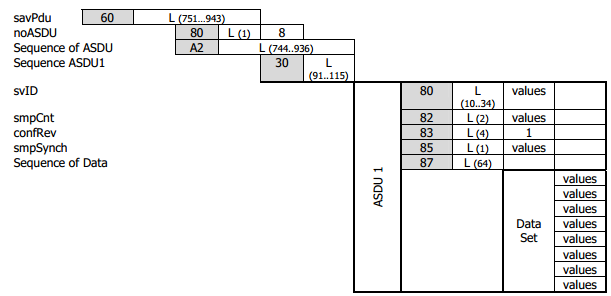 savPdu 60 L (751...943)
noASDU 80 L (1) 8
Sequence of ASDU A2 L (744..936)
Sequence ASDU1 30 L
(91..115)
svID 80 L values
(10..34)
smpCnt 82 L (2) values
confRev 83 L (4) 1
smpSynch 85 L (1) values
Sequence of Data 87 L (64)
ASDU 1
values
values
values
Data values
Set values
values
values
values